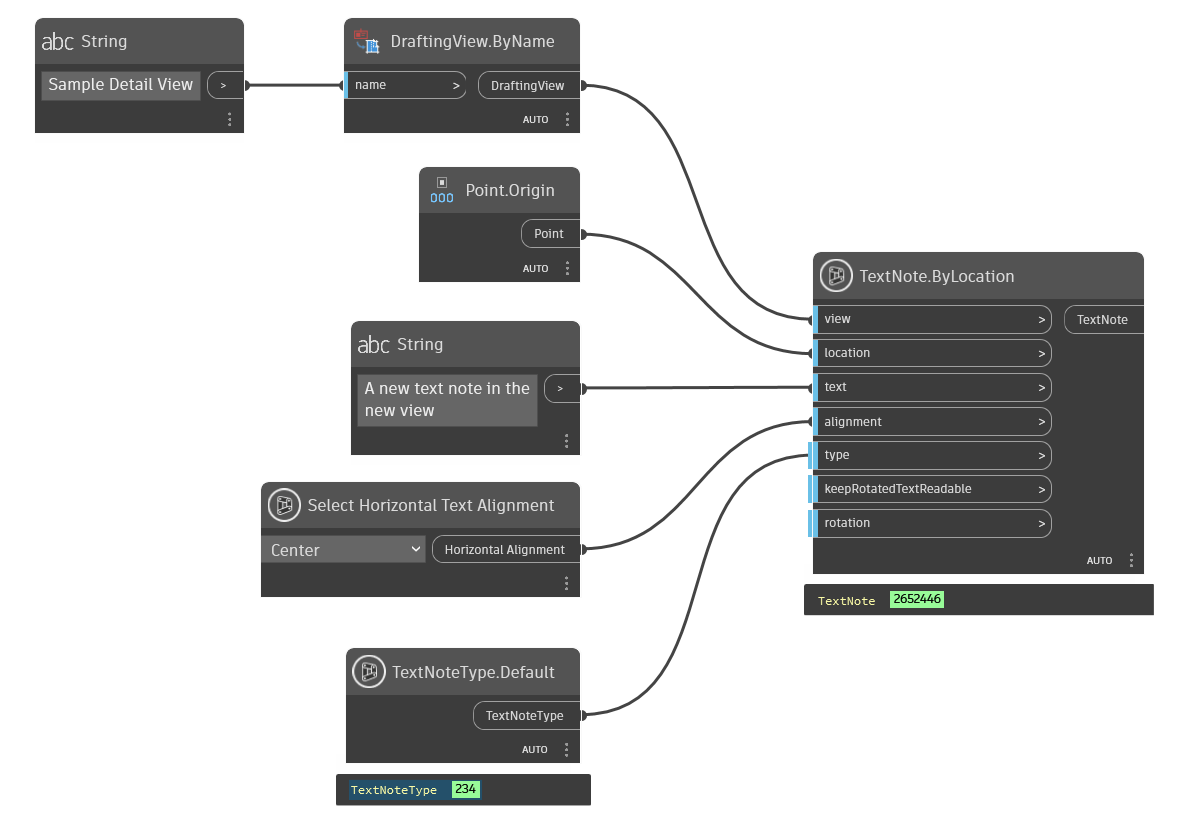 abc String
Sample Detail View
>
DraftingView.ByName
name > DraftingView
AUTO
Point.Origin
Point
AUTO
abc String
A new text note in the
new view
>
Select Horizontal Text Alignment
Center Horizontal Alignment
TextNoteType.Default
TextNoteType
AUTO
TextNoteType 234
TextNote.ByLocation
view > TextNote
location >
text >
alignment >
type >
keepRotatedTextReadable >
rotation >
AUTO
TextNote 2652446